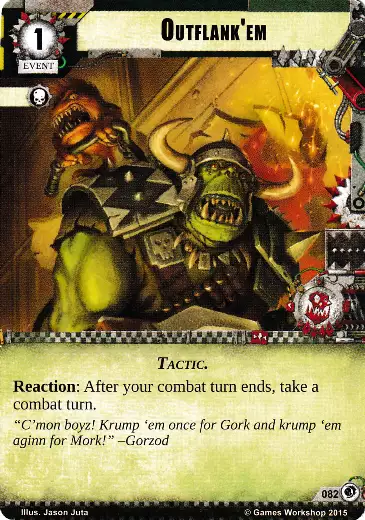 1
OUTFLANK'EM
EVENT
TACTIC.
Reaction: After your combat turn ends, take a
combat turn.
“C’mon boyz! Krump ‘em once for Gork and krump ‘em
aginn for Mork!” –Gorzod
082
Illus. Jason Juta
© Games Workshop 2015